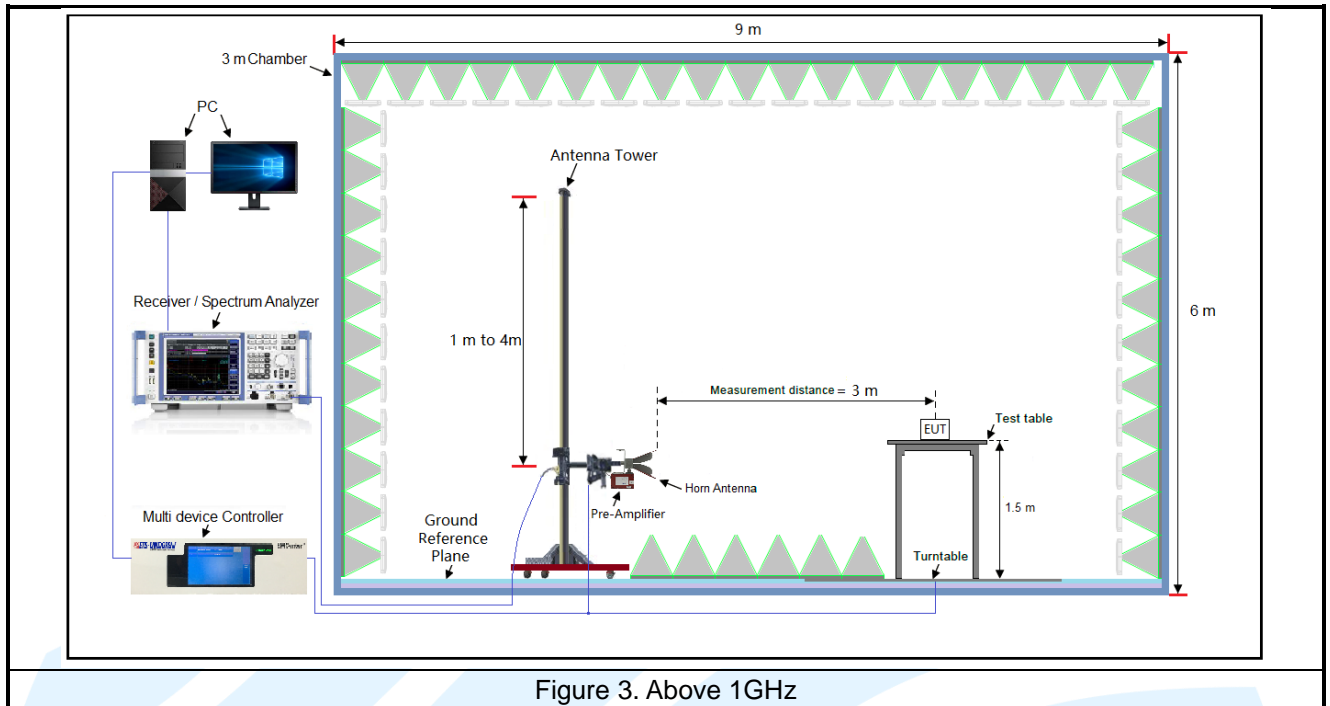 9 m
3 m Chamber
PC
Antenna Tower
Receiver / Spectrum Analyzer
6 m
1 m to 4m
Measurement distance = 3 m
EUT
Test table
Horn Antenna
Pre-Amplifier
1.5 m
Multi device Controller
Ground
Reference
Plane
Turntable
Figure 3. Above 1GHz